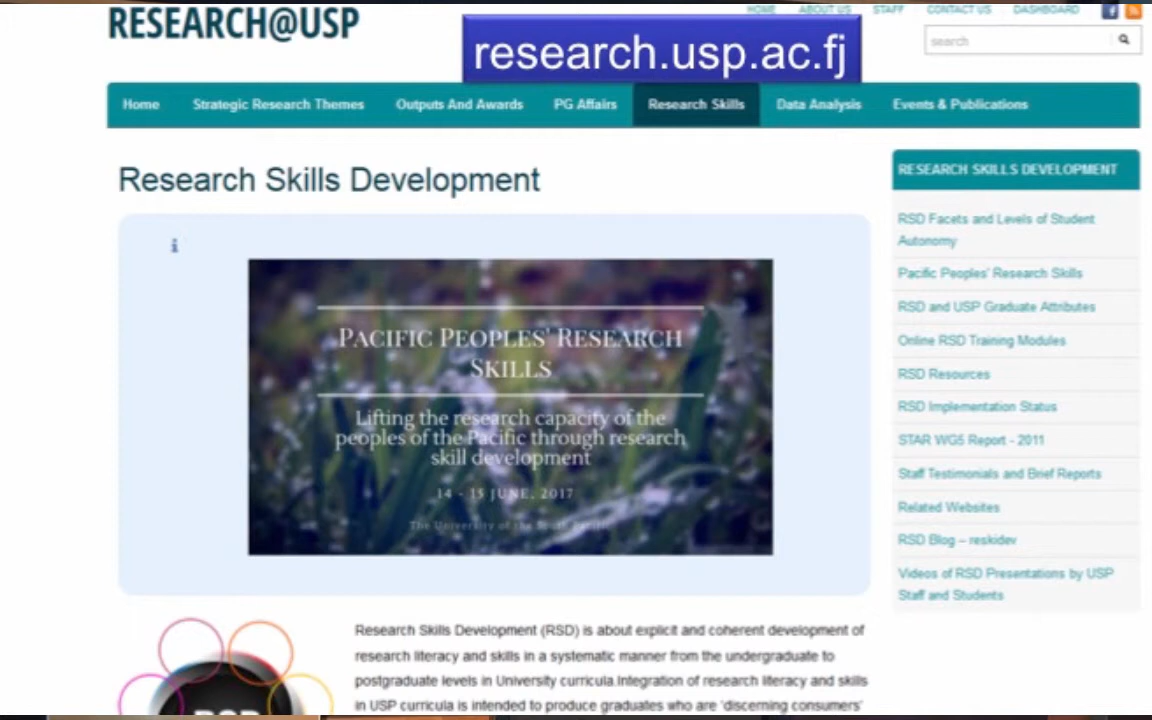 RESEARCH@USP
HOME ABOUT US STAFF CONTACT US DASHBOARD
research.usp.ac.fj
search
Home Strategic Research Themes Outputs And Awards PG Affairs Research Skills Data Analysis Events & Publications
Research Skills Development
PACIFIC PEOPLES' RESEARCH
SKILLS
Lifting the research capacity of the
peoples of the Pacific through research
skill development
14 - 15 JUNE, 2017
The University of the South Pacific
RESEARCH SKILLS DEVELOPMENT
RSD Facets and Levels of Student
Autonomy
Pacific Peoples' Research Skills
RSD and USP Graduate Attributes
Online RSD Training Modules
RSD Resources
RSD Implementation Status
STAR WG5 Report - 2011
Staff Testimonials and Brief Reports
Related Websites
RSD Blog – reskidev
Videos of RSD Presentations by USP
Staff and Students
Research Skills Development (RSD) is about explicit and coherent development of
research literacy and skills in a systematic manner from the undergraduate to
postgraduate levels in University curricula.Integration of research literacy and skills
in USP curricula is intended to produce graduates who are 'discerning consumers'
RSD